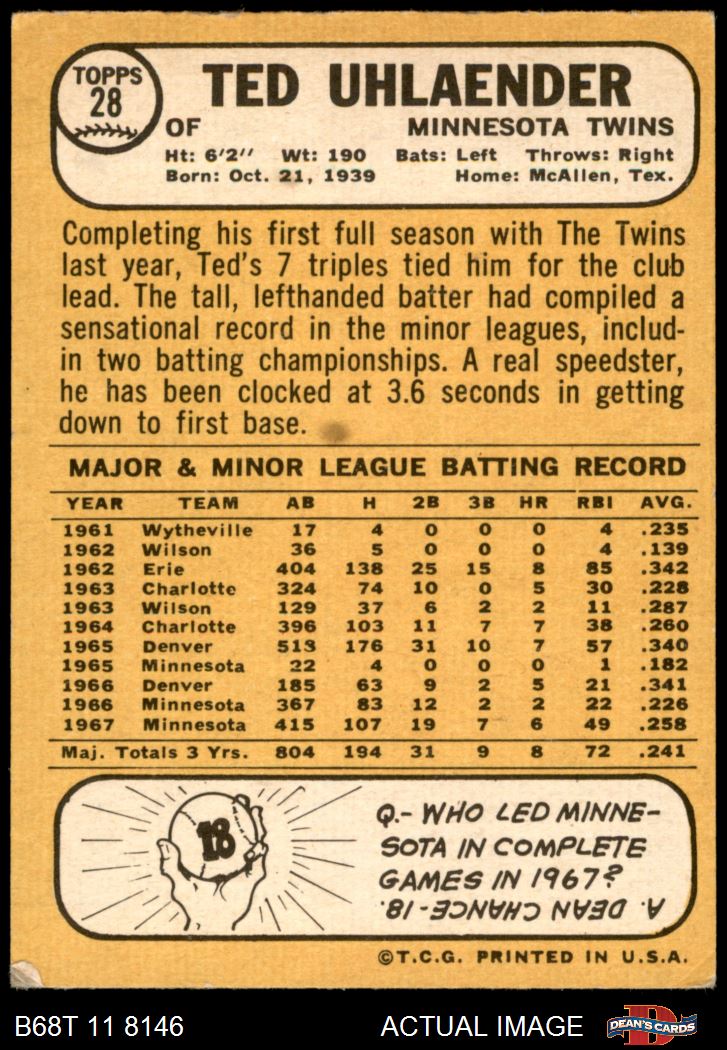 TOPPS
28
TED UHLAENDER
OF MINNESOTA TWINS
Ht: 6'2'' Wt: 190 Bats: Left Throws: Right
Born: Oct. 21, 1939 Home: McAllen, Tex.
Completing his first full season with The Twins
last year, Ted's 7 triples tied him for the club
lead. The tall, lefthanded batter had compiled a
sensational record in the minor leagues, includ-
in two batting championships. A real speedster,
he has been clocked at 3.6 seconds in getting
down to first base.
MAJOR & MINOR LEAGUE BATTING RECORD
YEAR TEAM AB H 2B 3B HR RBI AVG.
1961 Wytheville 17 4 0 0 0 4 .235
1962 Wilson 36 5 0 0 0 4 .139
1962 Erie 404 138 25 15 8 85 .342
1963 Charlotte 324 74 10 0 5 30 .228
1963 Wilson 129 37 6 2 2 11 .287
1964 Charlotte 396 103 11 7 7 38 .260
1965 Denver 513 176 31 10 7 57 .340
1965 Minnesota 22 4 0 0 0 1 .182
1966 Denver 185 63 9 2 5 21 .341
1966 Minnesota 367 83 12 2 2 22 .226
1967 Minnesota 415 107 19 7 6 49 .258
Maj. Totals 3 Yrs. 804 194 31 9 8 72 .241
18
Q.- WHO LED MINNE-
SOTA IN COMPLETE
GAMES IN 1967?
A. DEAN CHANCE-18.
©T.C.G. PRINTED IN U.S.A.
B68T 11 8146 ACTUAL IMAGE
DEAN'S CARDS